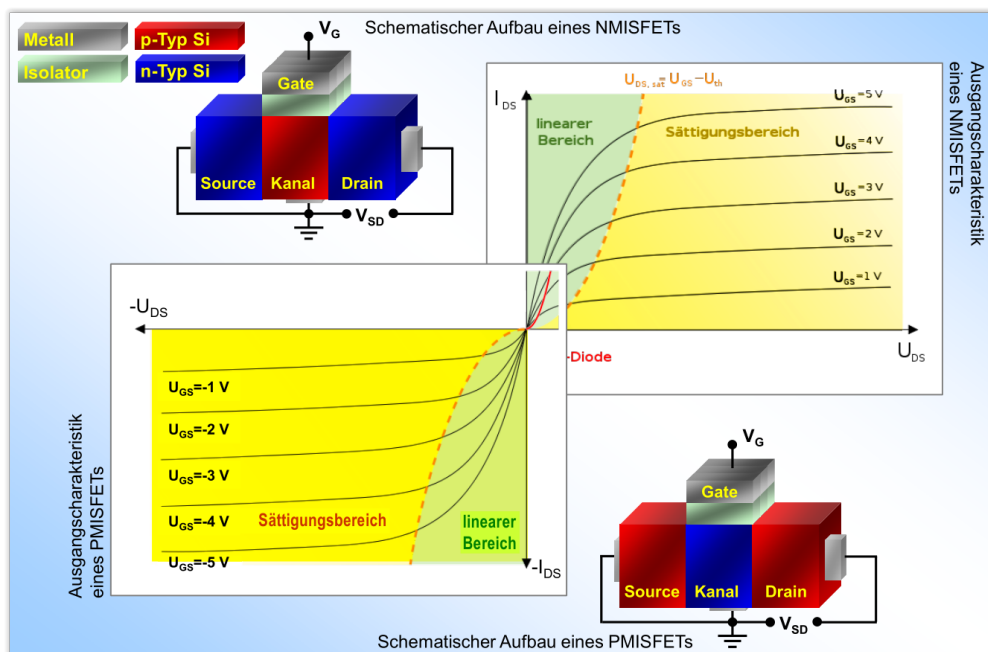 Schematischer Aufbau eines NMISFETs
Metall
p-Typ Si
Isolator
n-Typ Si
VG
Gate
Source
Kanal
Drain
VSD
Ausgangscharakteristik
eines NMISFETs
UDS, sat = UGS − Uth
IDS
linearer
Bereich
Sättigungsbereich
UGS=5 V
UGS=4 V
UGS=3 V
UGS=2 V
UGS=1 V
UDS
-Diode
-UDS
UGS=-1 V
UGS=-2 V
UGS=-3 V
UGS=-4 V
UGS=-5 V
Sättigungsbereich
linearer
Bereich
-IDS
Ausgangscharakteristik
eines PMISFETs
VG
Gate
Source
Kanal
Drain
VSD
Schematischer Aufbau eines PMISFETs